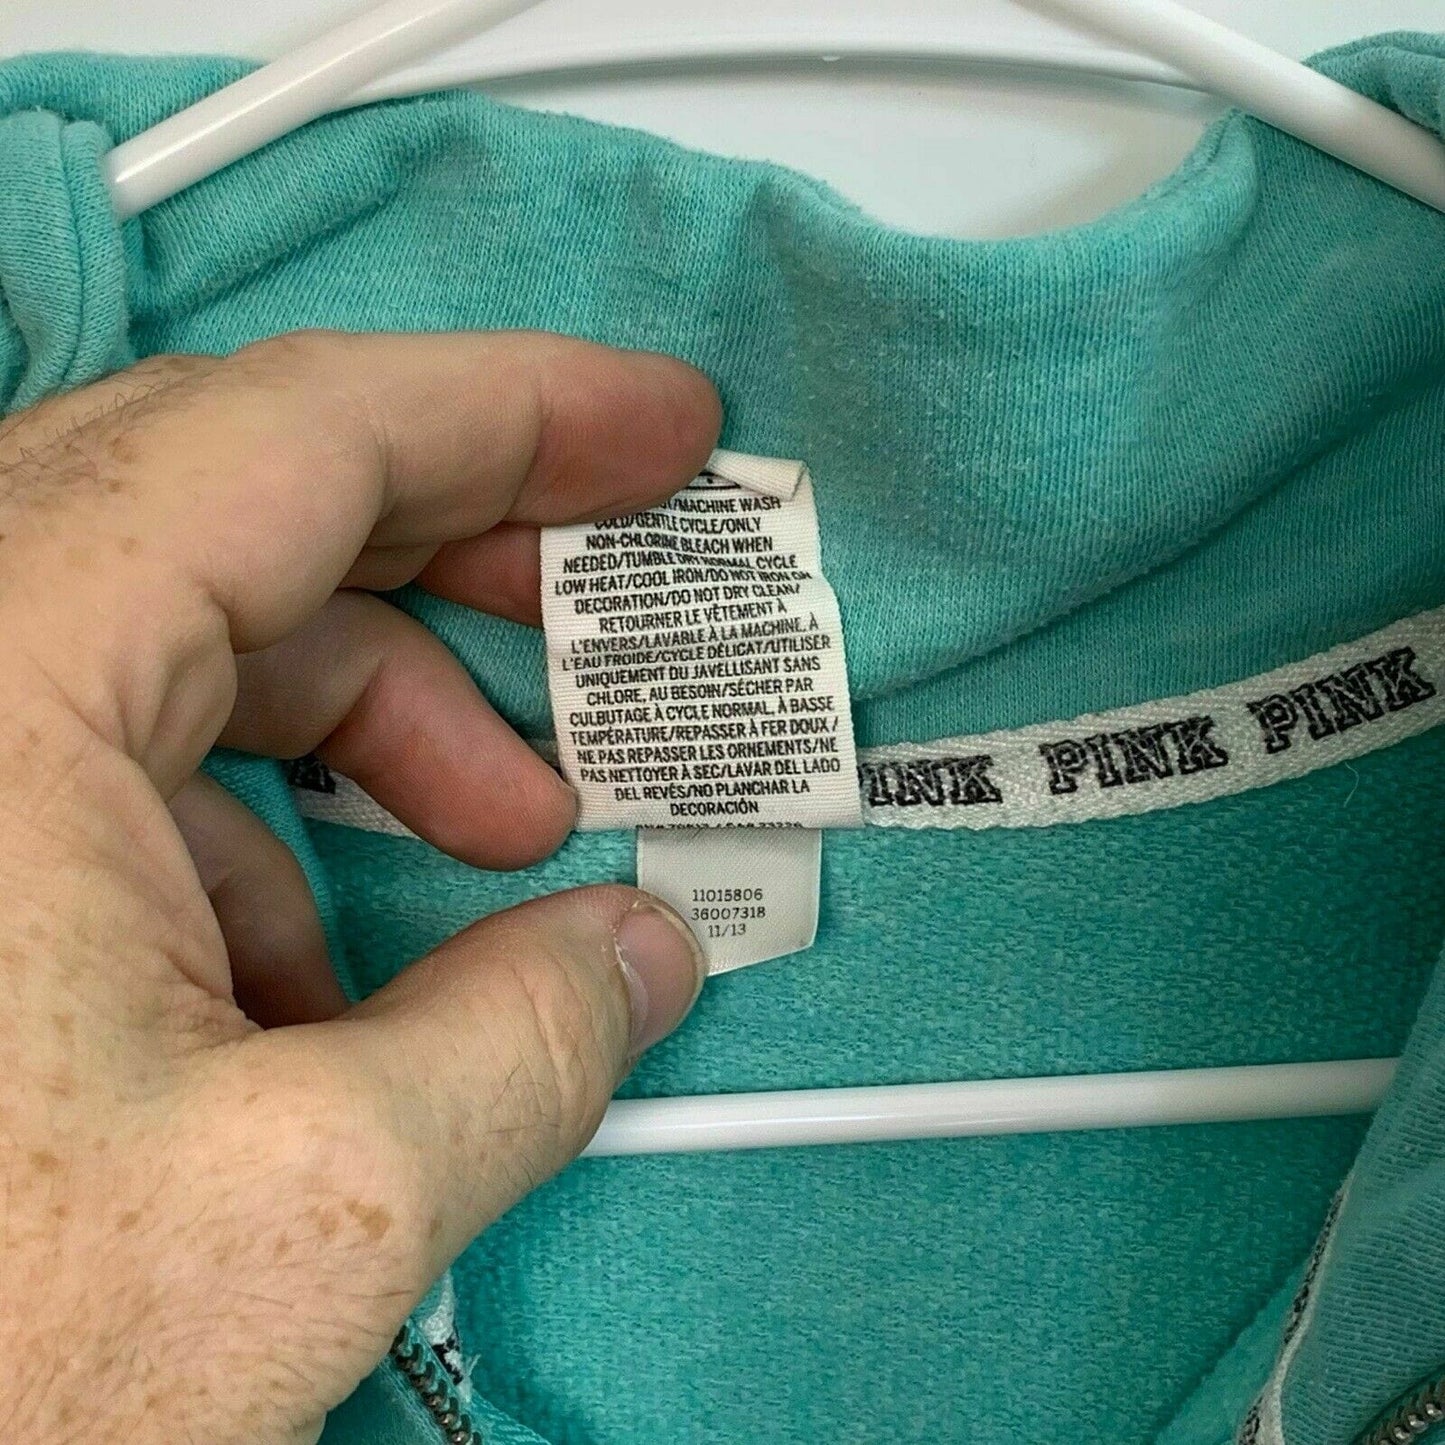 /MACHINE WASH
COLD/GENTLE CYCLE/ONLY
NON-CHLORINE BLEACH WHEN
NEEDED/TUMBLE DRY NORMAL CYCLE
LOW HEAT/COOL IRON/DO NOT IRON ON
DECORATION/DO NOT DRY CLEAN/
RETOURNER LE VÊTEMENT À
L'ENVERS/LAVABLE À LA MACHINE, À
L'EAU FROIDE/CYCLE DÉLICAT/UTILISER
UNIQUEMENT DU JAVELLISANT SANS
CHLORE, AU BESOIN/SÉCHER PAR
CULBUTAGE À CYCLE NORMAL, À BASSE
TEMPÉRATURE/REPASSER À FER DOUX/
NE PAS REPASSER LES ORNEMENTS/NE
PAS NETTOYER À SEC/LAVAR DEL LADO
DEL REVÉS/NO PLANCHAR LA
DECORACIÓN
PINK PINK PINK
11015806
36007318
11/13